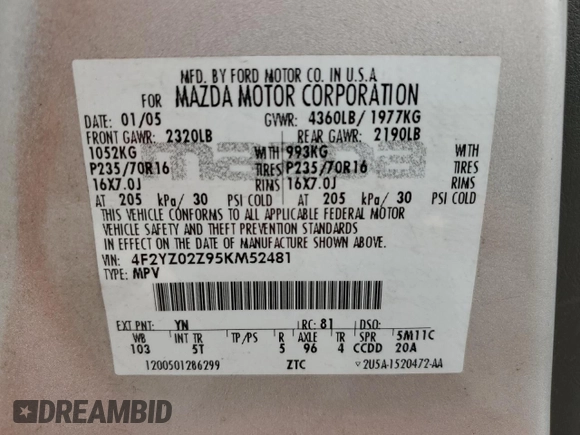 MFD. BY FORD MOTOR CO. IN U.S.A.
FOR MAZDA MOTOR CORPORATION
DATE: 01/05 GVWR: 4360LB/ 1977KG
FRONT GAWR: 2320LB REAR GAWR: 2190LB
1052KG WITH 993KG WITH
P235/70R16 TIRES P235/70R16 TIRES
16X7.0J RIMS 16X7.0J RIMS
AT 205 kPa/ 30 PSI COLD AT 205 kPa/ 30 PSI COLD
THIS VEHICLE CONFORMS TO ALL APPLICABLE FEDERAL MOTOR
VEHICLE SAFETY AND THEFT PREVENTION STANDARDS
IN EFFECT ON THE DATE OF MANUFACTURE SHOWN ABOVE.
VIN: 4F2YZ02Z95KM52481
TYPE: MPV
EXT PNT: YN RC: 81 DSO:
WB INT TR TP/PS R AXLE TR SPR 5M11C
103 5T 5 96 4 CCDD 20A
1200501286299 ZTC ▽ 2U5A-1520472-AA
DREAMBID